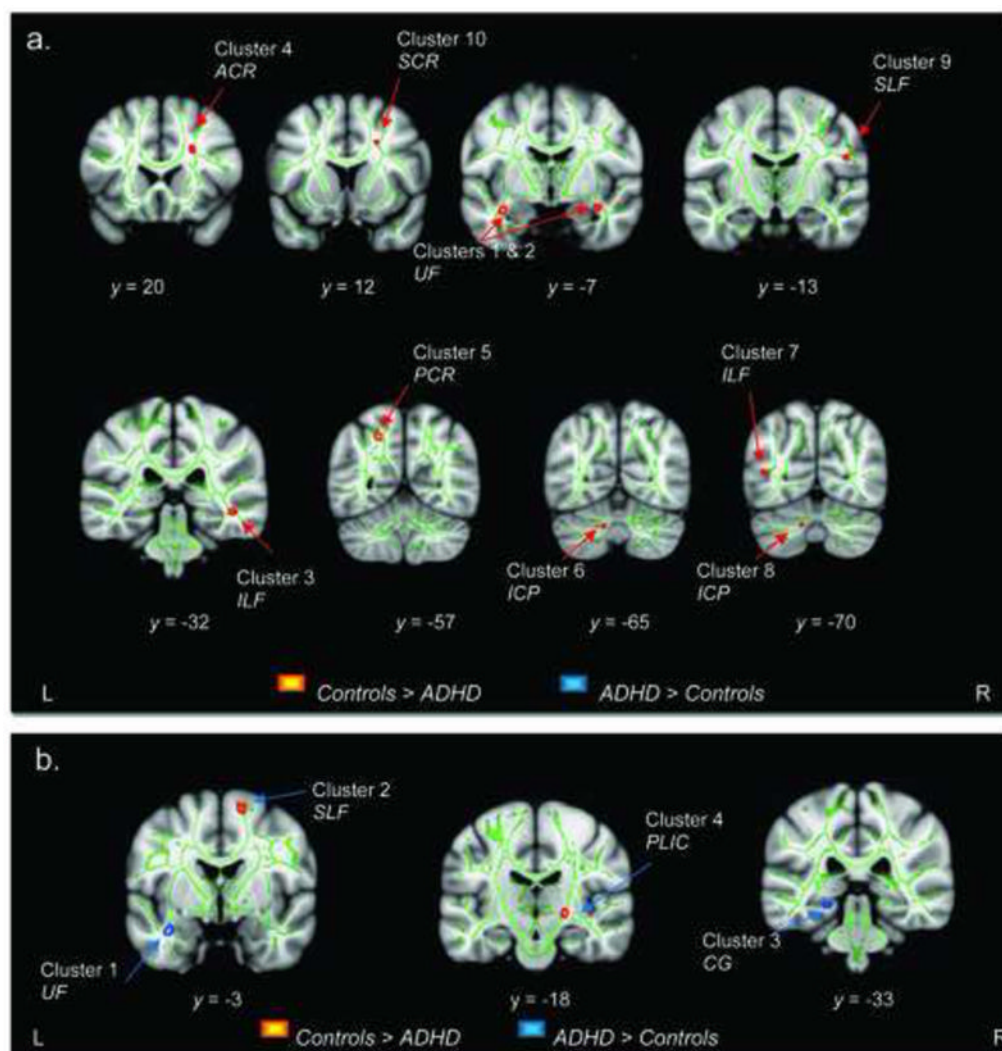 a.
Cluster 4
ACR
Cluster 10
SCR
Cluster 9
SLF
Clusters 1 & 2
UF
y = 20
y = 12
y = -7
y = -13
Cluster 5
PCR
Cluster 7
ILF
Cluster 3
ILF
Cluster 6
ICP
Cluster 8
ICP
y = -32
y = -57
y = -65
y = -70
L
Controls > ADHD
ADHD > Controls
R
b.
Cluster 2
SLF
Cluster 4
PLIC
Cluster 1
UF
Cluster 3
CG
y = -3
y = -18
y = -33
L
Controls > ADHD
ADHD > Controls
R